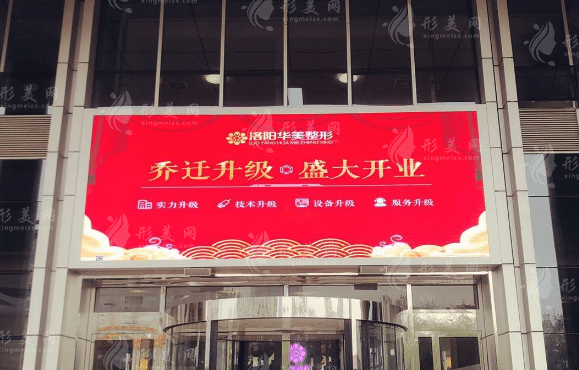 洛阳华美整形
LUO YANG HUA MEI ZHENG XING
乔迁升级 盛大开业
实力升级 技术升级 设备升级 服务升级
形美网
xingmeizx.com